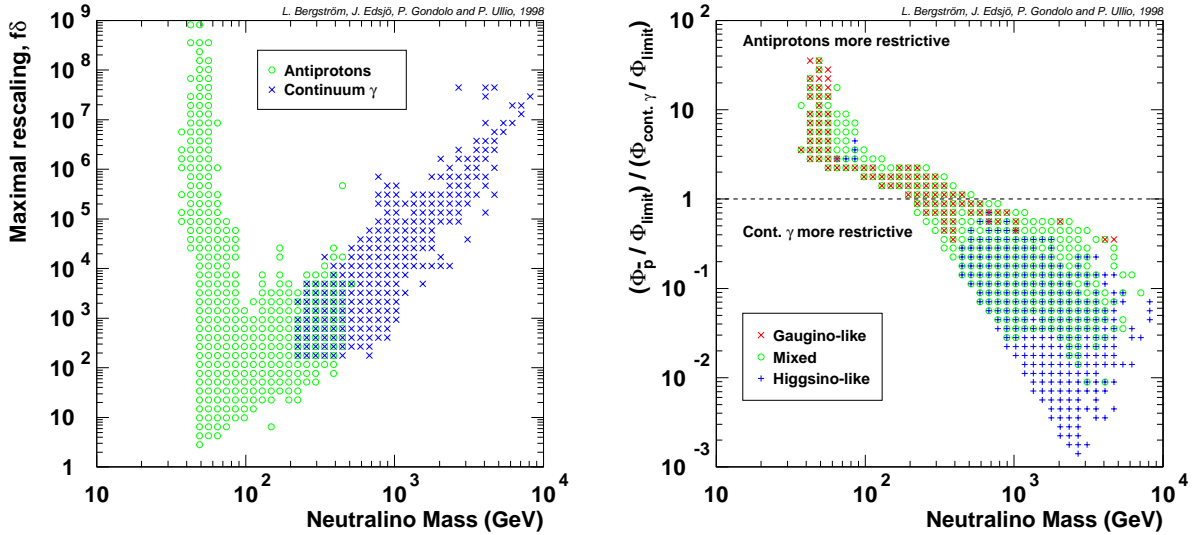 L. Bergström, J. Edsjö, P. Gondolo and P. Ullio, 1998
Maximal rescaling, fδ
10^9
10^8
10^7
10^6
10^5
10^4
10^3
10^2
10
1
Antiprotons
Continuum γ
10
10^2
10^3
10^4
Neutralino Mass (GeV)
L. Bergström, J. Edsjö, P. Gondolo and P. Ullio, 1998
(Φp̄ / Φlimit) / (Φcont. γ / Φlimit)
10^2
10
1
10^-1
10^-2
10^-3
Antiprotons more restrictive
Cont. γ more restrictive
Gaugino-like
Mixed
Higgsino-like
10
10^2
10^3
10^4
Neutralino Mass (GeV)